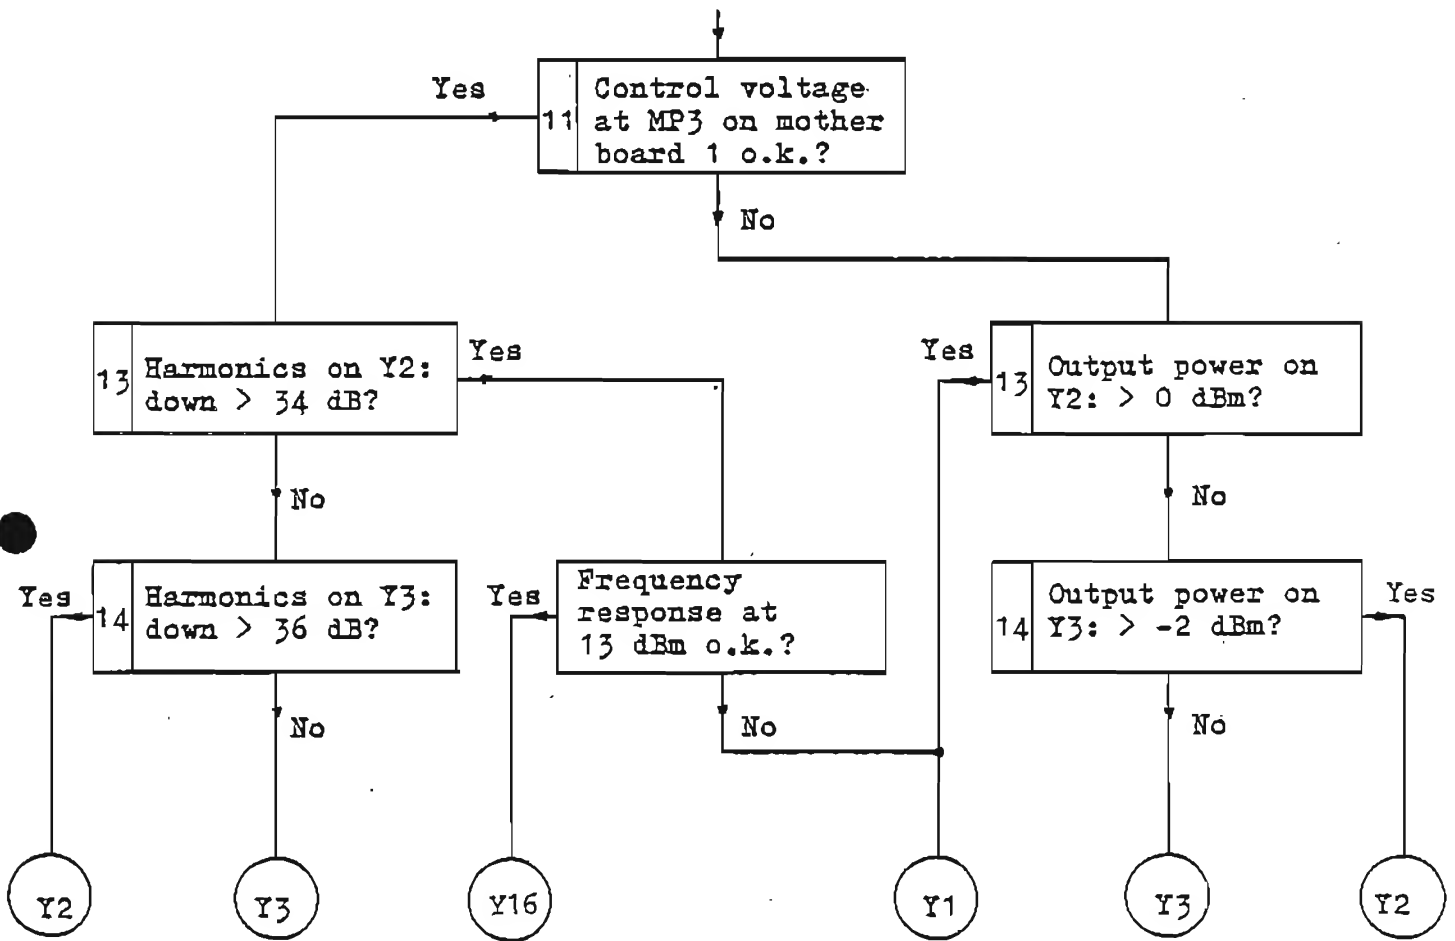 Yes
11
Control voltage
at MP3 on mother
board 1 o.k.?
No
13
Harmonics on Y2:
down > 34 dB?
Yes
No
Yes
13
Output power on
Y2: > 0 dBm?
No
Yes
14
Harmonics on Y3:
down > 36 dB?
No
Yes
Frequency
response at
13 dBm o.k.?
No
14
Output power on
Y3: > -2 dBm?
Yes
No
Y2
Y3
Y16
Y1
Y3
Y2